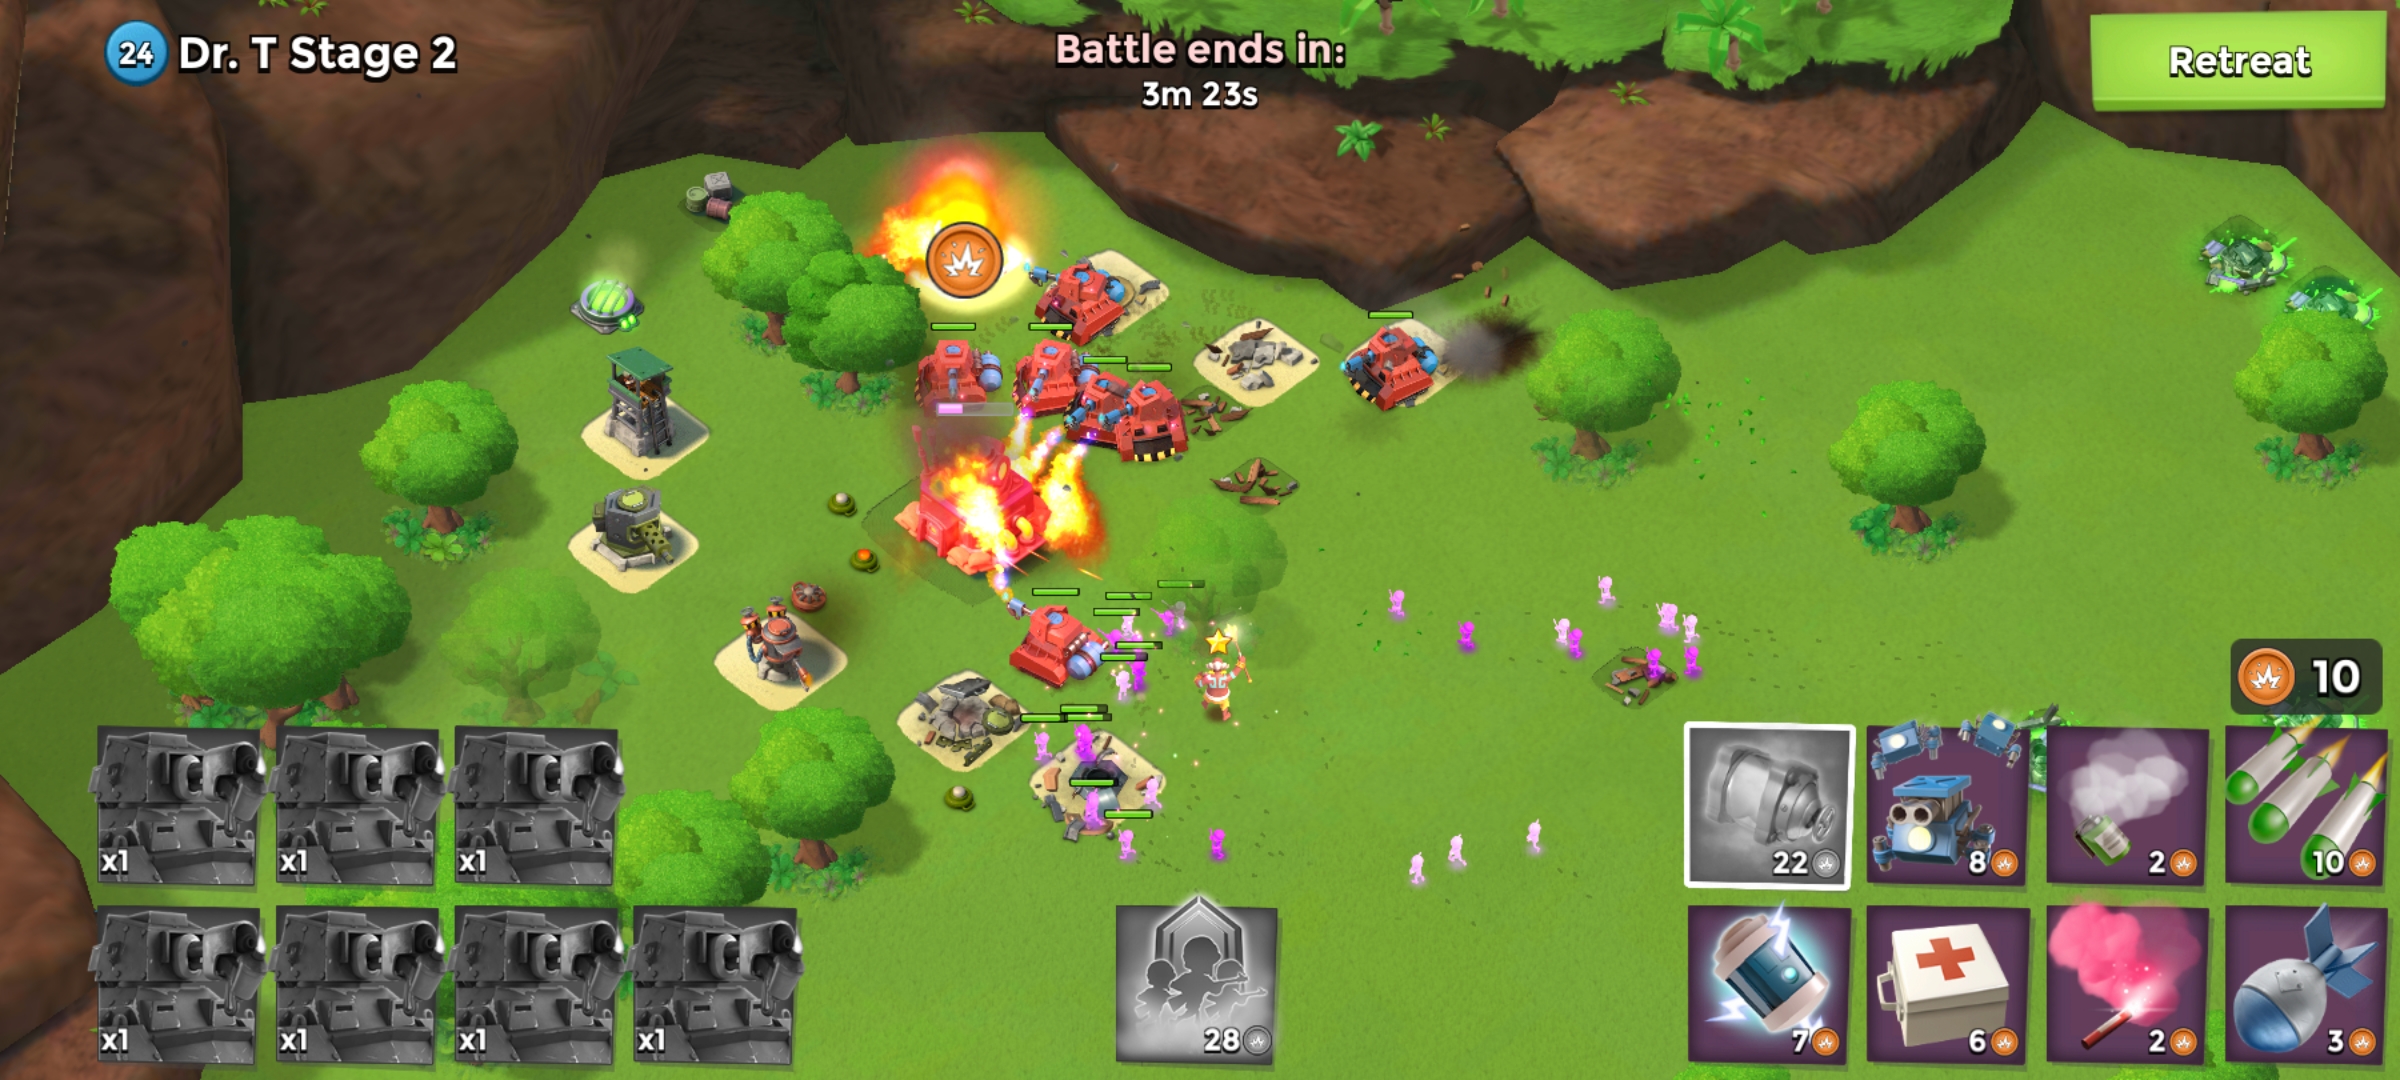 24 Dr. T Stage 2
Battle ends in:
3m 23s
Retreat
10
x1 x1 x1
22 8 2 10
x1 x1 x1 x1
28
7 6 2 3